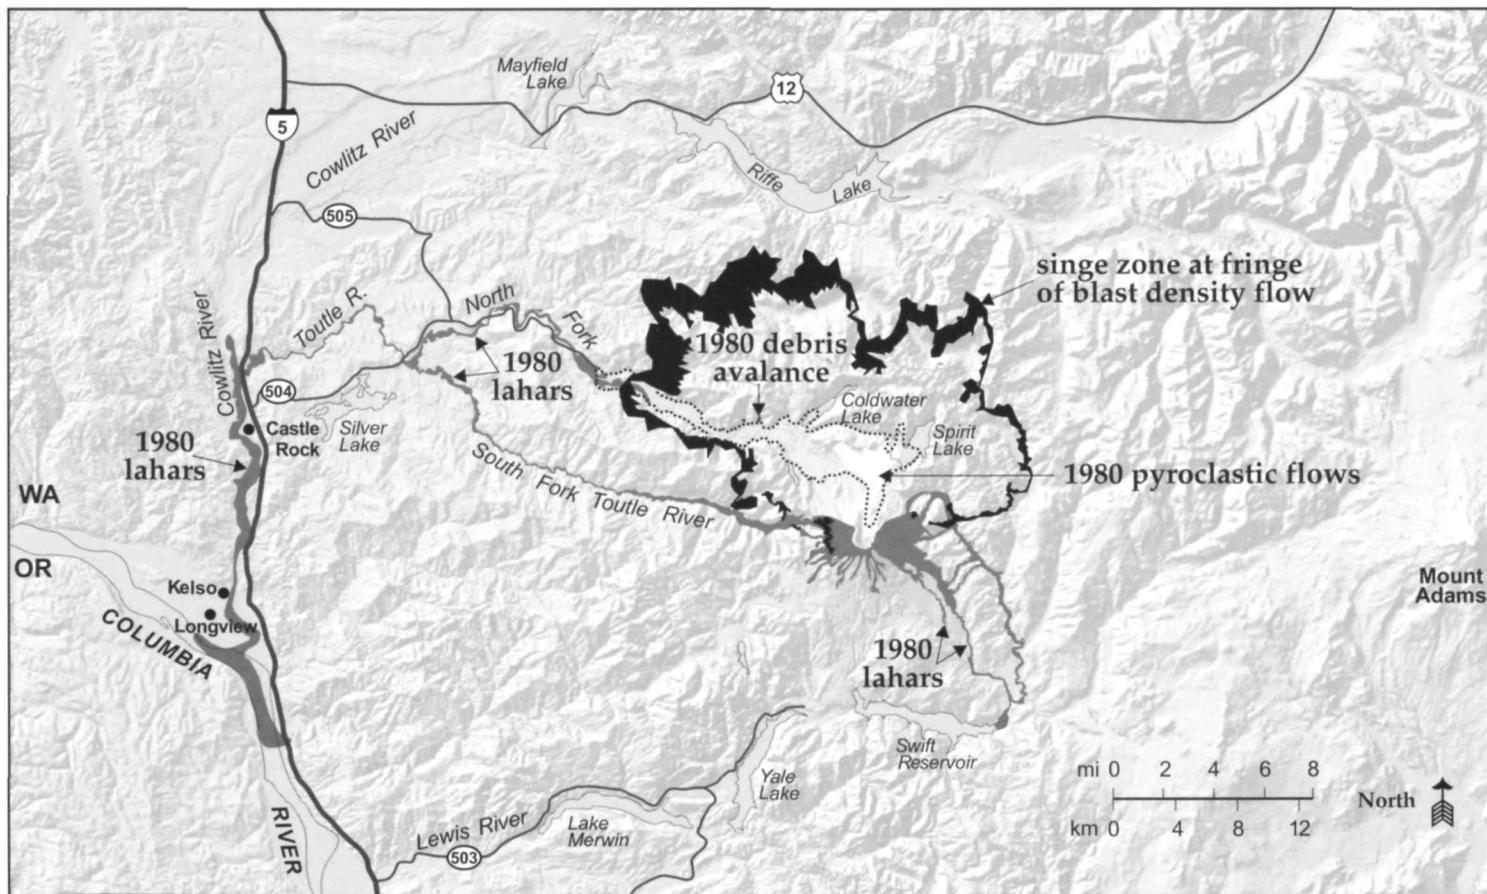 Mayfield
Lake
12
5
Cowlitz River
Riffe Lake
505
singe zone at fringe
of blast density flow
Cowlitz River
Toutle R.
North Fork
1980 debris
avalance
1980
lahars
504
Coldwater
Lake
Castle
Rock
Silver
Lake
Spirit
Lake
1980
lahars
1980 pyroclastic flows
South Fork Toutle River
WA
OR
Mount
Adams
Kelso
Longview
COLUMBIA RIVER
1980
lahars
Swift
Reservoir
Yale
Lake
mi 0 2 4 6 8
North
km 0 4 8 12
Lewis River
Lake
Merwin
503